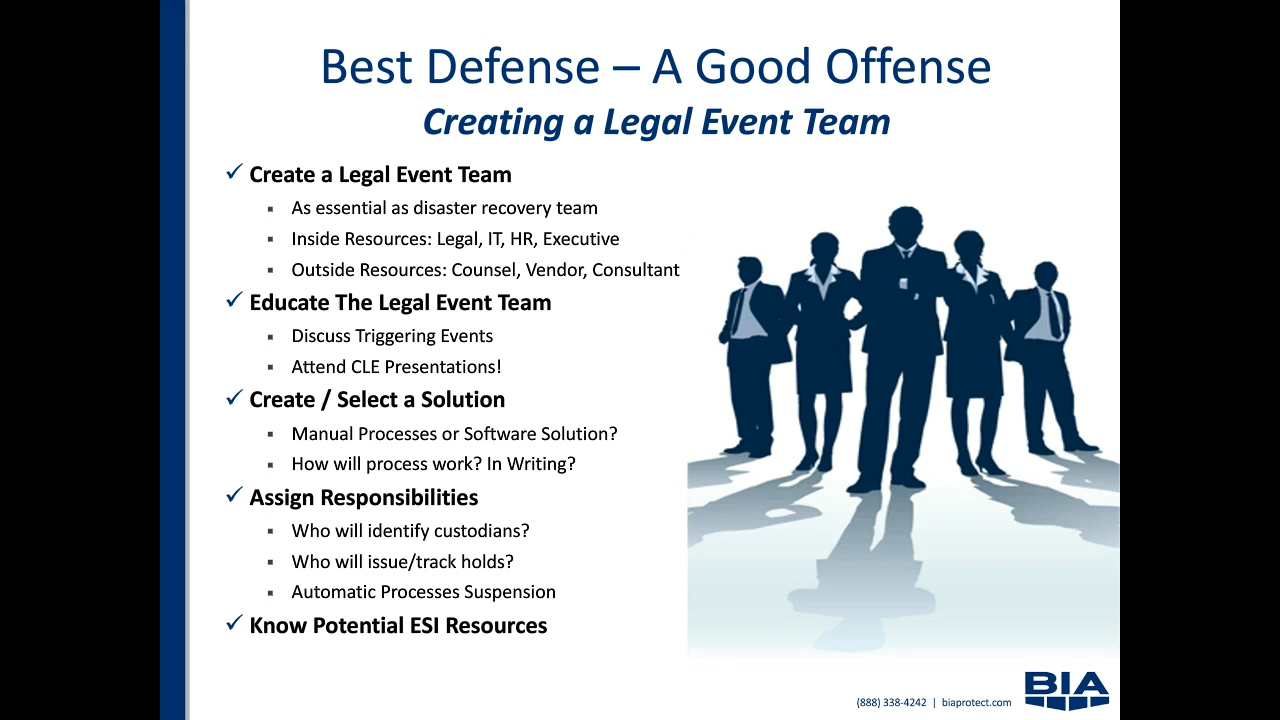 Best Defense – A Good Offense
Creating a Legal Event Team
✓ Create a Legal Event Team
▪ As essential as disaster recovery team
▪ Inside Resources: Legal, IT, HR, Executive
▪ Outside Resources: Counsel, Vendor, Consultant
✓ Educate The Legal Event Team
▪ Discuss Triggering Events
▪ Attend CLE Presentations!
✓ Create / Select a Solution
▪ Manual Processes or Software Solution?
▪ How will process work? In Writing?
✓ Assign Responsibilities
▪ Who will identify custodians?
▪ Who will issue/track holds?
▪ Automatic Processes Suspension
✓ Know Potential ESI Resources
(888) 338-4242 | biaprotect.com
BIA